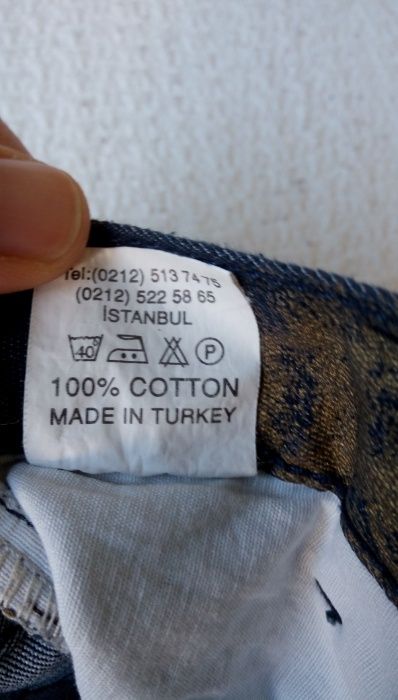 Tel:(0212) 513 74 75
(0212) 522 58 65
İSTANBUL
40 P
100% COTTON
MADE IN TURKEY